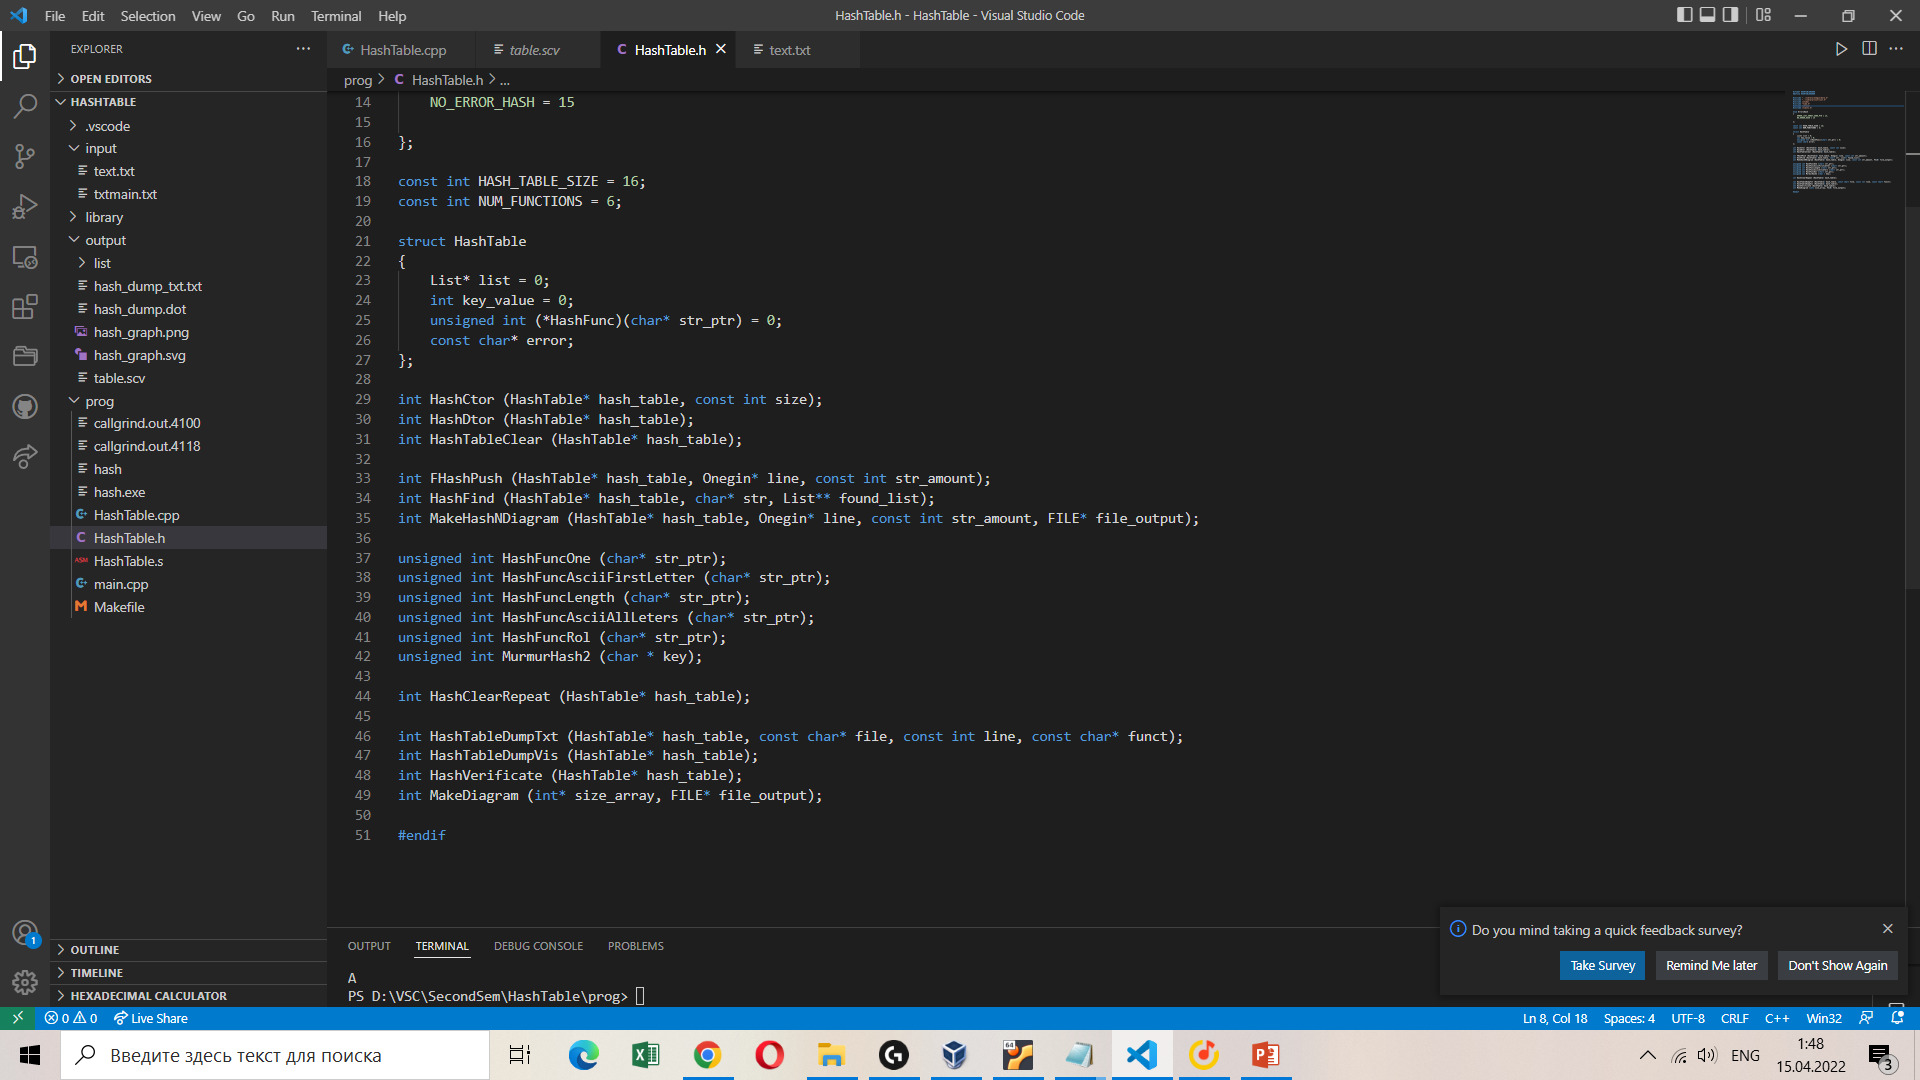 File Edit Selection View Go Run Terminal Help
HashTable.h - HashTable - Visual Studio Code
EXPLORER
OPEN EDITORS
HASHTABLE
.vscode
input
text.txt
txtmain.txt
library
output
list
hash_dump_txt.txt
hash_dump.dot
hash_graph.png
hash_graph.svg
table.scv
prog
callgrind.out.4100
callgrind.out.4118
hash
hash.exe
HashTable.cpp
HashTable.h
HashTable.s
main.cpp
Makefile
OUTLINE
TIMELINE
HEXADECIMAL CALCULATOR
HashTable.cpp table.scv HashTable.h text.txt
prog > C HashTable.h > ...
14 NO_ERROR_HASH = 15
15
16 };
17
18 const int HASH_TABLE_SIZE = 16;
19 const int NUM_FUNCTIONS = 6;
20
21 struct HashTable
22 {
23 List* list = 0;
24 int key_value = 0;
25 unsigned int (*HashFunc)(char* str_ptr) = 0;
26 const char* error;
27 };
28
29 int HashCtor (HashTable* hash_table, const int size);
30 int HashDtor (HashTable* hash_table);
31 int HashTableClear (HashTable* hash_table);
32
33 int FHashPush (HashTable* hash_table, Onegin* line, const int str_amount);
34 int HashFind (HashTable* hash_table, char* str, List** found_list);
35 int MakeHashNDiagram (HashTable* hash_table, Onegin* line, const int str_amount, FILE* file_output);
36
37 unsigned int HashFuncOne (char* str_ptr);
38 unsigned int HashFuncAsciiFirstLetter (char* str_ptr);
39 unsigned int HashFuncLength (char* str_ptr);
40 unsigned int HashFuncAsciiAllLeters (char* str_ptr);
41 unsigned int HashFuncRol (char* str_ptr);
42 unsigned int MurmurHash2 (char * key);
43
44 int HashClearRepeat (HashTable* hash_table);
45
46 int HashTableDumpTxt (HashTable* hash_table, const char* file, const int line, const char* funct);
47 int HashTableDumpVis (HashTable* hash_table);
48 int HashVerificate (HashTable* hash_table);
49 int MakeDiagram (int* size_array, FILE* file_output);
50
51 #endif
OUTPUT TERMINAL DEBUG CONSOLE PROBLEMS
A
PS D:\VSC\SecondSem\HashTable\prog>
Do you mind taking a quick feedback survey?
Take Survey Remind Me later Don't Show Again
0 0 Live Share
Ln 8, Col 18 Spaces: 4 UTF-8 CRLF C++ Win32
Введите здесь текст для поиска
ENG
1:48
15.04.2022
3